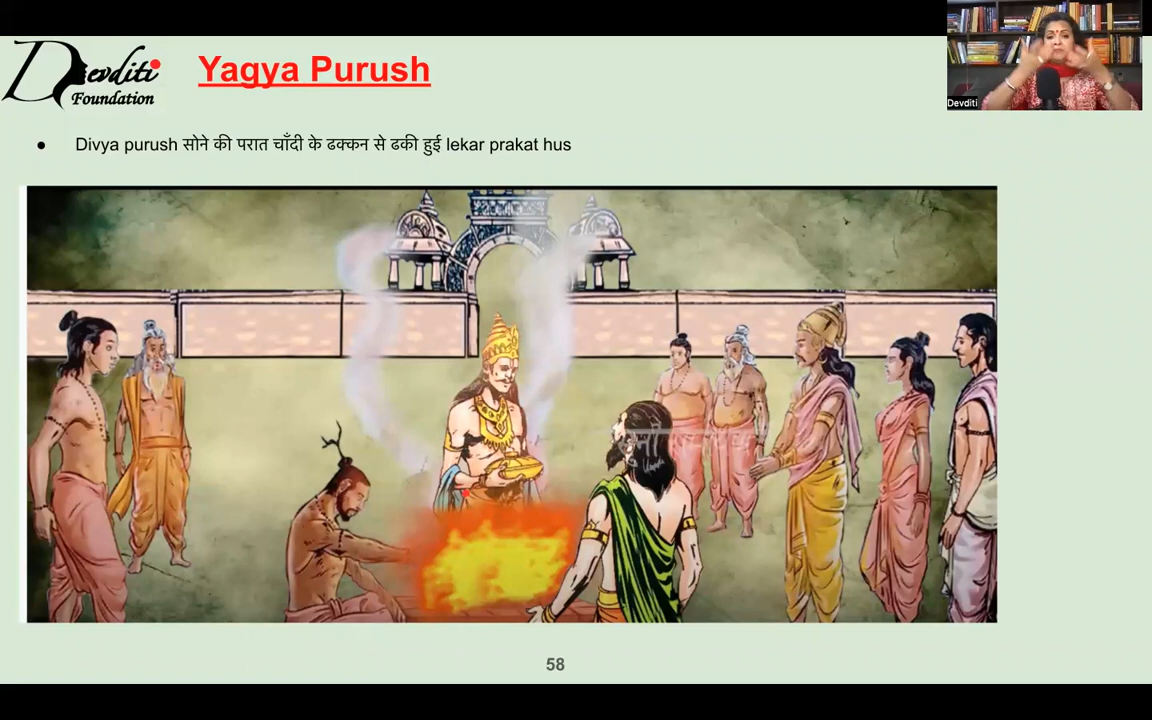 Devditi
Foundation
Yagya Purush
Devditi
● Divya purush सोने की परात चाँदी के ढक्कन से ढकी हुई lekar prakat hus
58